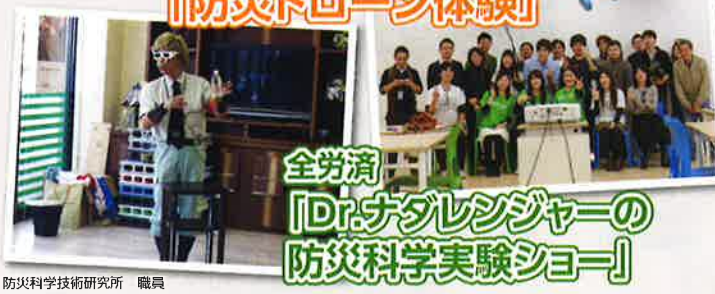 「防災ドローン体験」
全労済
「Dr.ナダレンジャーの
防災科学実験ショー」
防災科学技術研究所　職員